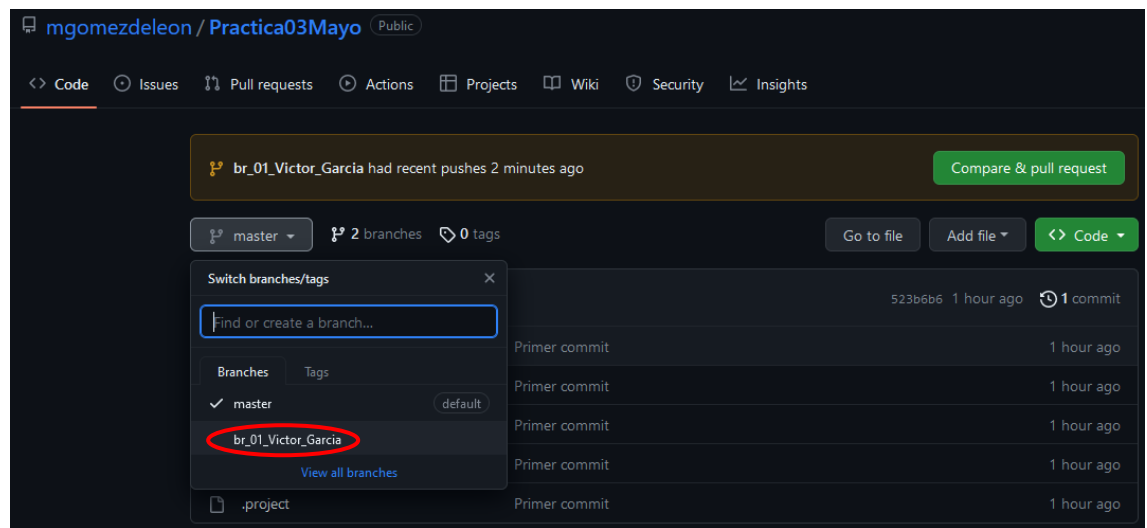 mgomezdeleon / Practica03Mayo Public
<> Code Issues Pull requests Actions Projects Wiki Security Insights
br_01_Victor_Garcia had recent pushes 2 minutes ago Compare & pull request
master 2 branches 0 tags Go to file Add file <> Code
Switch branches/tags
523b6b6 1 hour ago 1 commit
Find or create a branch...
Primer commit 1 hour ago
Branches Tags
Primer commit 1 hour ago
master default
Primer commit 1 hour ago
br_01_Victor_Garcia
Primer commit 1 hour ago
View all branches
.project Primer commit 1 hour ago